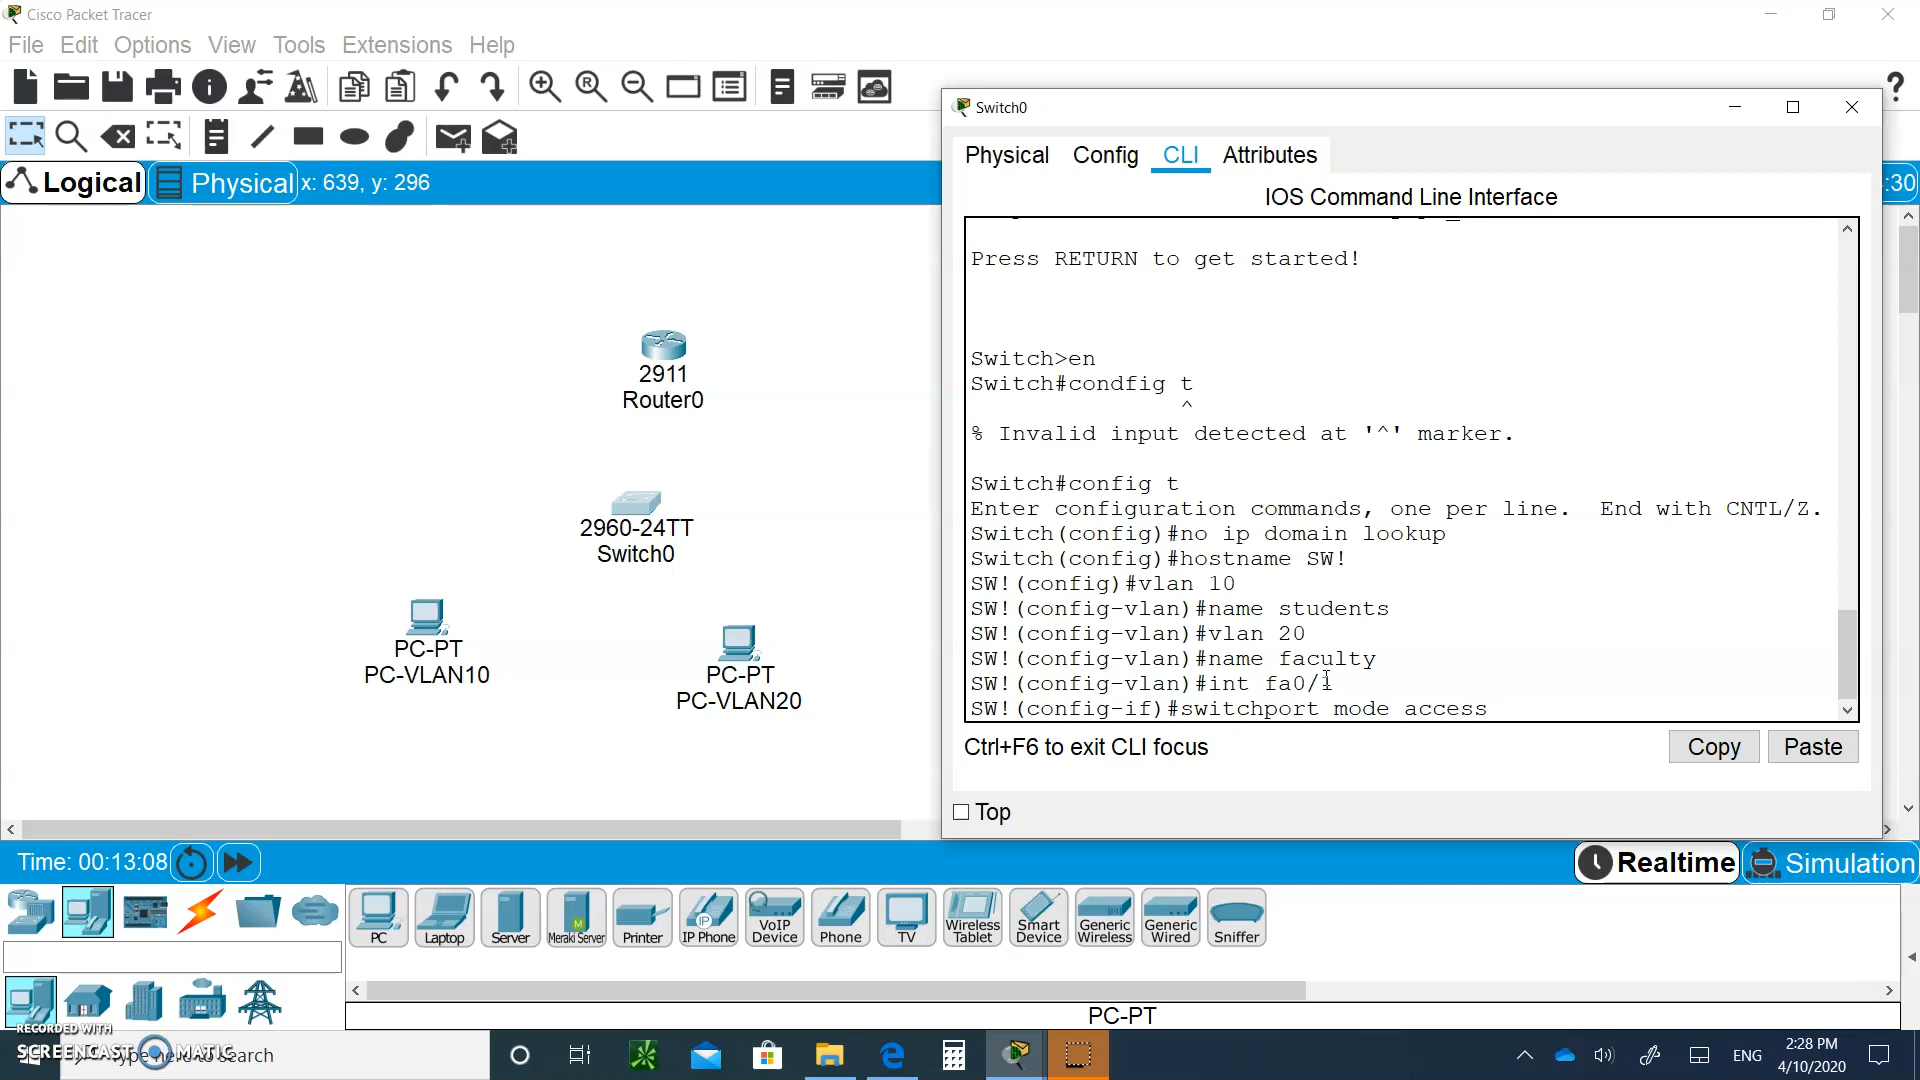 Cisco Packet Tracer
File Edit Options View Tools Extensions Help
Logical Physical x: 639, y: 296
:30
2911
Router0
2960-24TT
Switch0
PC-PT
PC-VLAN10
PC-PT
PC-VLAN20
Switch0
Physical Config CLI Attributes
IOS Command Line Interface
Press RETURN to get started!
Switch>en
Switch#condfig t
^
% Invalid input detected at '^' marker.
Switch#config t
Enter configuration commands, one per line. End with CNTL/Z.
Switch(config)#no ip domain lookup
Switch(config)#hostname SW!
SW!(config)#vlan 10
SW!(config-vlan)#name students
SW!(config-vlan)#vlan 20
SW!(config-vlan)#name faculty
SW!(config-vlan)#int fa0/1
SW!(config-if)#switchport mode access
Ctrl+F6 to exit CLI focus
Copy Paste
Top
Time: 00:13:08
Realtime Simulation
PC
Laptop
Server
Meraki Server
Printer
IP Phone
VoIP Device
Phone
TV
Wireless Tablet
Smart Device
Generic Wireless
Generic Wired
Sniffer
PC-PT
RECORDED WITH
SCREENCAST MATIC
Type here to search
ENG
2:28 PM
4/10/2020